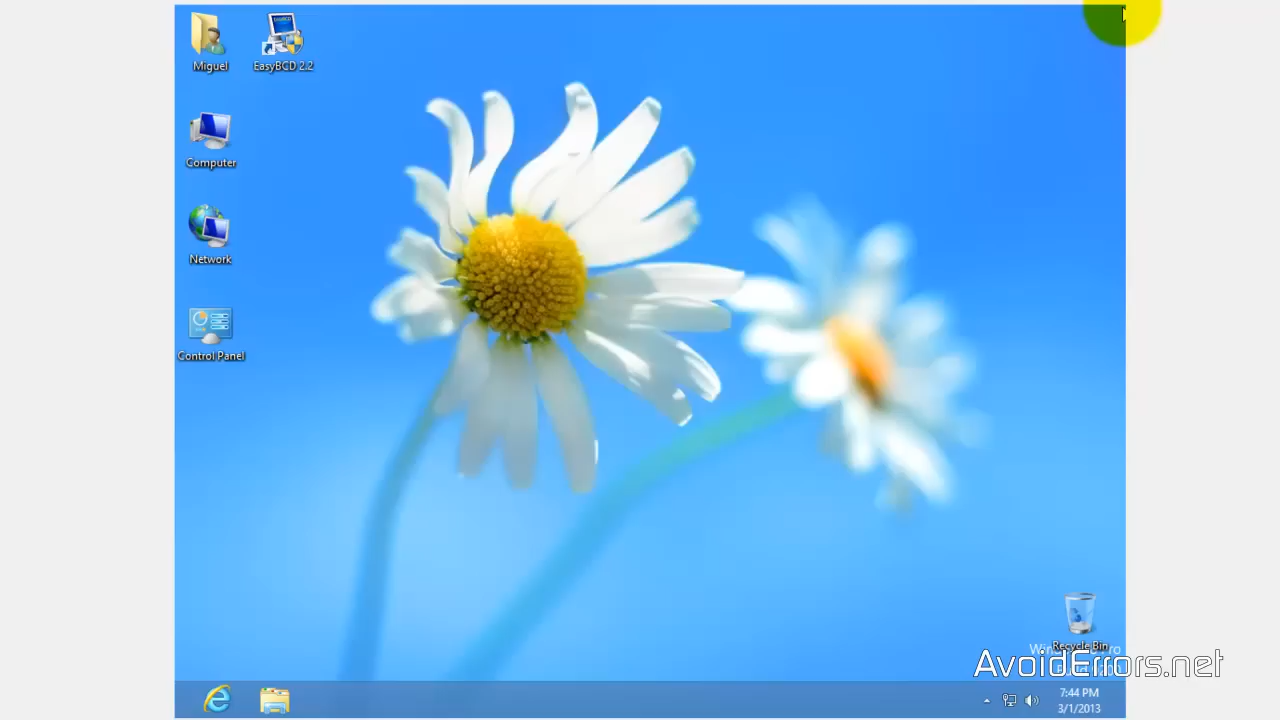 Miguel
EasyBCD 2.2
Computer
Network
Control Panel
Recycle Bin
AvoidErrors.net
7:44 PM
3/1/2013